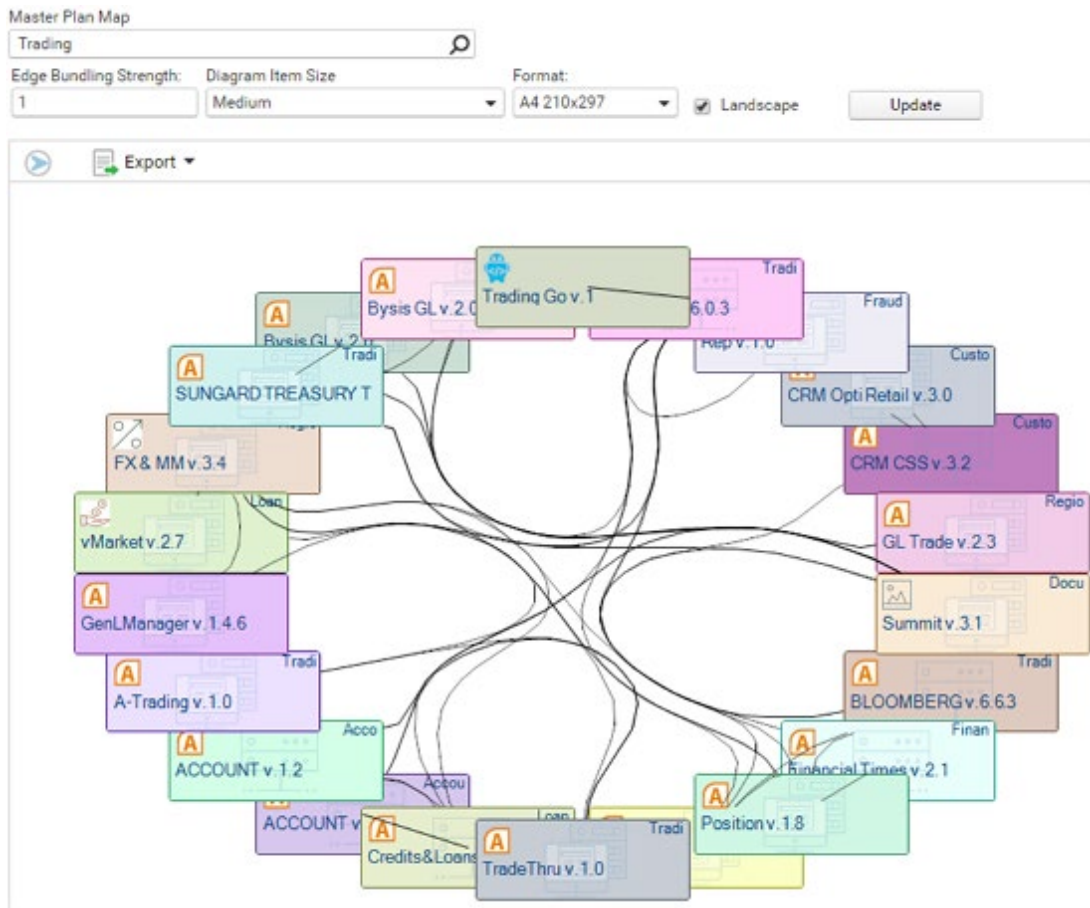 Master Plan Map
Trading
Edge Bundling Strength: Diagram Item Size Format:
1 Medium A4 210x297 Landscape Update
Export
Tradi
Bysis GL v.2.0 Trading Go v.1 6.0.3
Fraud
Rep v.1.0
Bysis GL v.2.0
Tradi
SUNGARD TREASURY T
Custo
CRM Opti Retail v.3.0
FX & MM v.3.4
Custo
CRM CSS v.3.2
Loan
vMarket v.2.7
Regio
GL Trade v.2.3
GenLManager v.1.4.6
Docu
Summit v.3.1
Tradi
A-Trading v.1.0
Tradi
BLOOMBERG v.6.6.3
Acco
ACCOUNT v.1.2
Finan
Financial Times v.2.1
Accou
ACCOUNT v
Position v.1.8
Loan
Credits&Loans
Tradi
TradeThru v.1.0